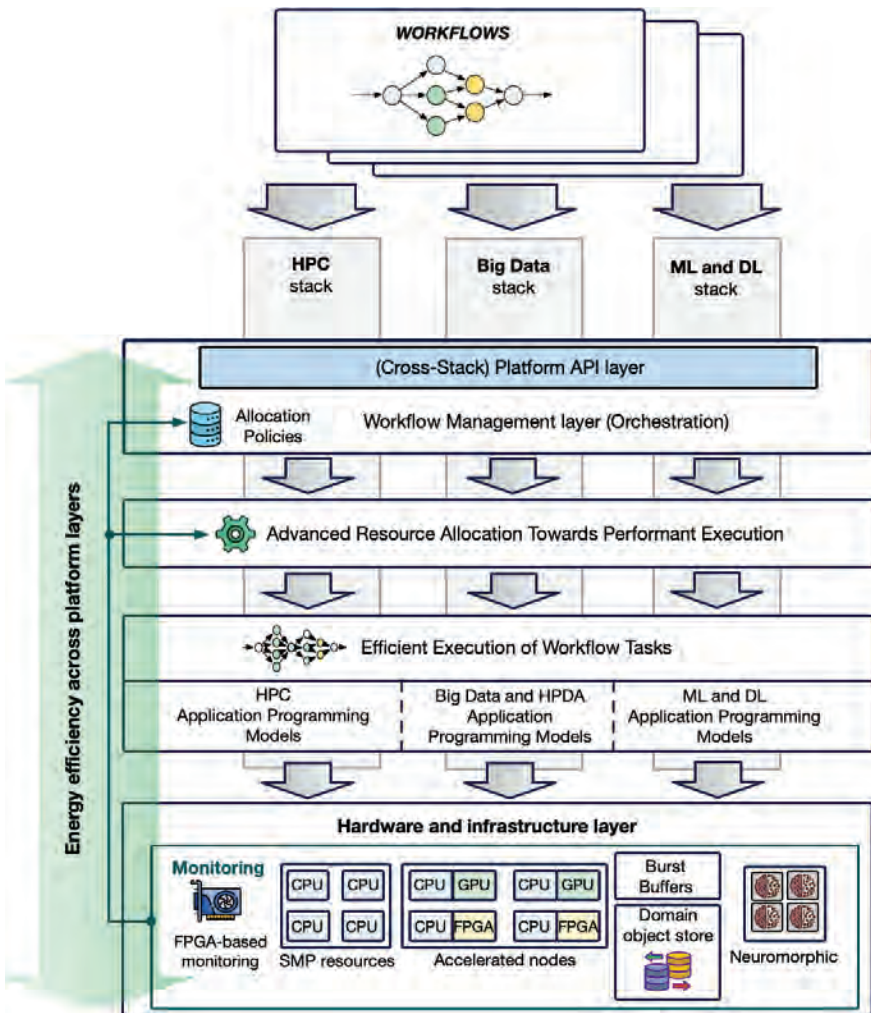 WORKFLOWS
HPC
stack
Big Data
stack
ML and DL
stack
(Cross-Stack) Platform API layer
Allocation
Policies
Workflow Management layer (Orchestration)
Advanced Resource Allocation Towards Performant Execution
Efficient Execution of Workflow Tasks
HPC
Application Programming
Models
Big Data and HPDA
Application
Programming Models
ML and DL
Application Programming
Models
Energy efficiency across platform layers
Hardware and infrastructure layer
Monitoring
FPGA-based
monitoring
CPU CPU
CPU CPU
SMP resources
CPU GPU CPU GPU
CPU FPGA CPU FPGA
Accelerated nodes
Burst
Buffers
Domain
object store
Neuromorphic